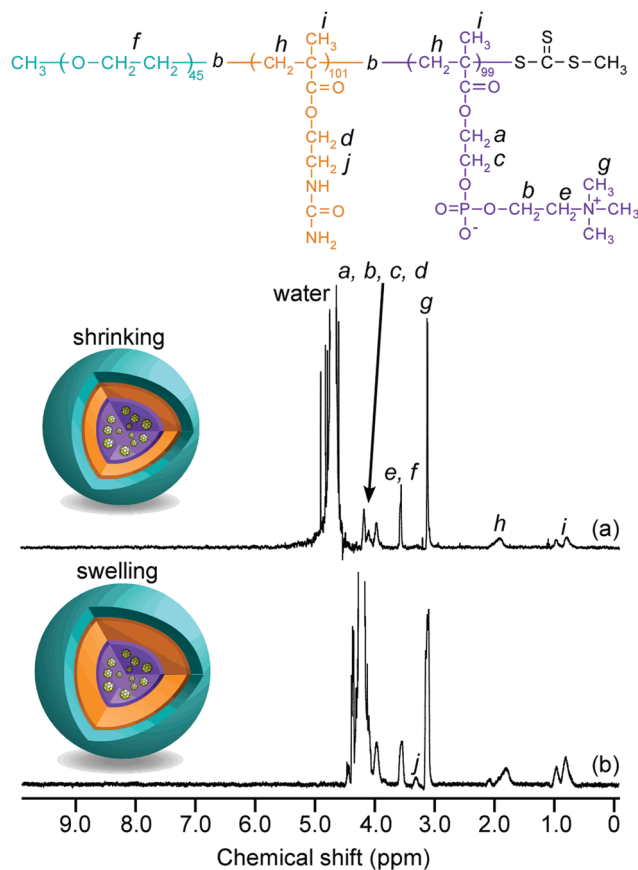 f
h
i
h
i
CH3 O CH2 CH2 45 b CH2 CH3 C 101 b CH2 CH3 C 99 S S C S CH3
C=O
C=O
O
O
CH2 d
CH2 a
CH2 j
CH2 c
NH
O
b
e
g
C=O
O=P O CH2 CH2 N+ CH3 CH3 CH3
NH2
O-
a, b, c, d
water
g
shrinking
e, f
h
i
(a)
swelling
j
(b)
9.0 8.0 7.0 6.0 5.0 4.0 3.0 2.0 1.0 0
Chemical shift (ppm)